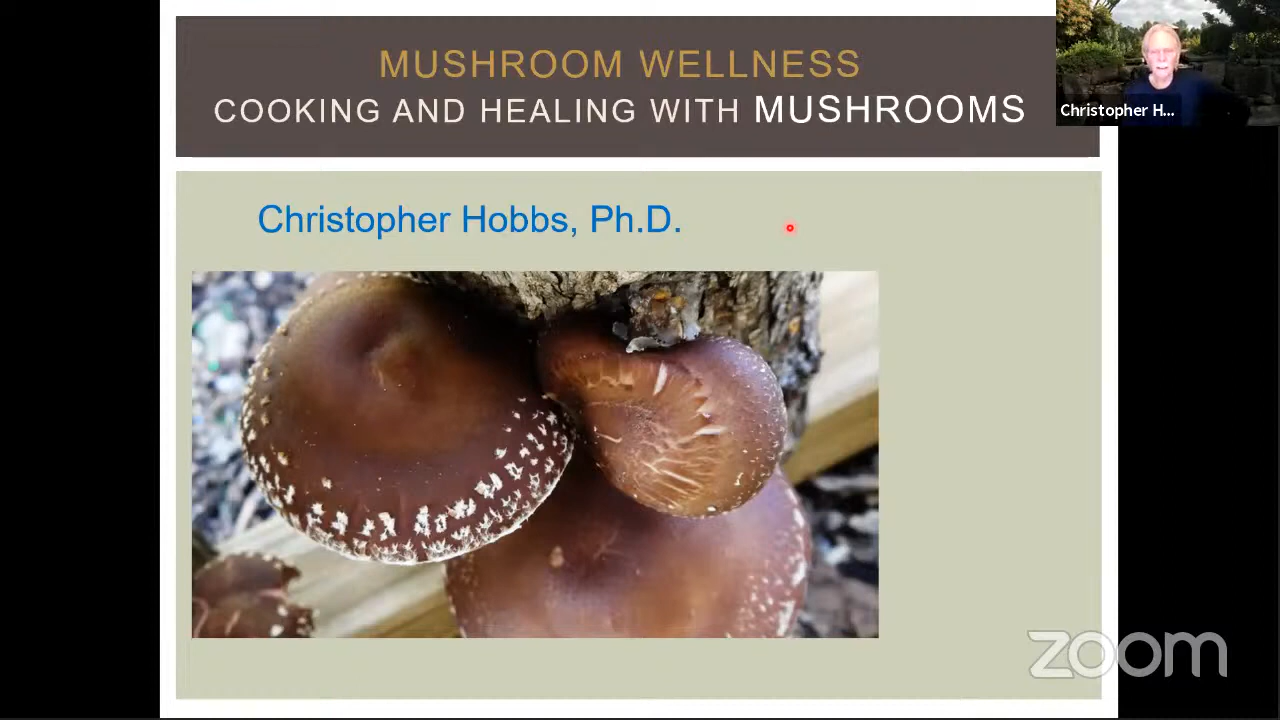 MUSHROOM WELLNESS
COOKING AND HEALING WITH MUSHROOMS
Christopher H...
Christopher Hobbs, Ph.D.
zoom